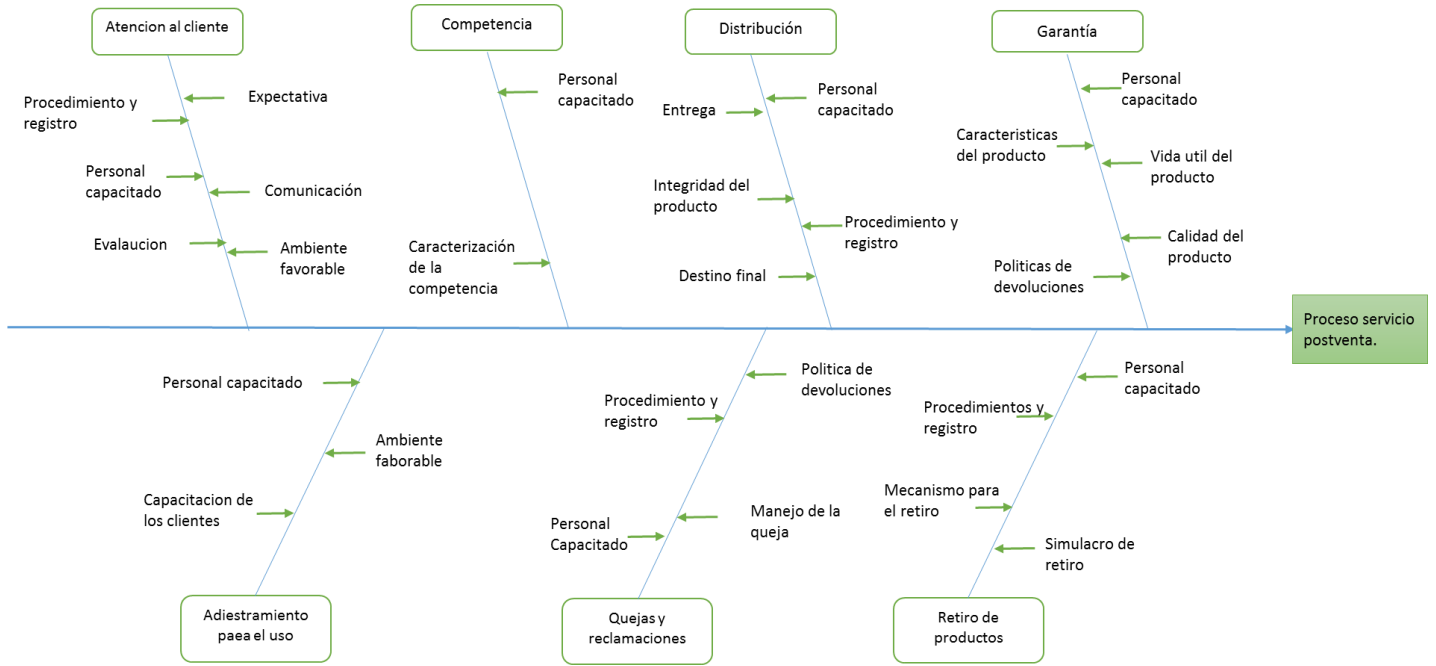 Atencion al cliente
Competencia
Distribución
Garantía
Expectativa
Procedimiento y
registro
Personal
capacitado
Comunicación
Evalaucion
Ambiente
favorable
Personal
capacitado
Caracterización
de la
competencia
Personal
capacitado
Entrega
Integridad del
producto
Procedimiento y
registro
Destino final
Personal
capacitado
Caracteristicas
del producto
Vida util del
producto
Calidad del
producto
Politicas de
devoluciones
Proceso servicio
postventa.
Personal capacitado
Ambiente
faborable
Capacitacion de
los clientes
Adiestramiento
paea el uso
Politica de
devoluciones
Procedimiento y
registro
Manejo de la
queja
Personal
Capacitado
Quejas y
reclamaciones
Personal
capacitado
Procedimientos y
registro
Mecanismo para
el retiro
Simulacro de
retiro
Retiro de
productos